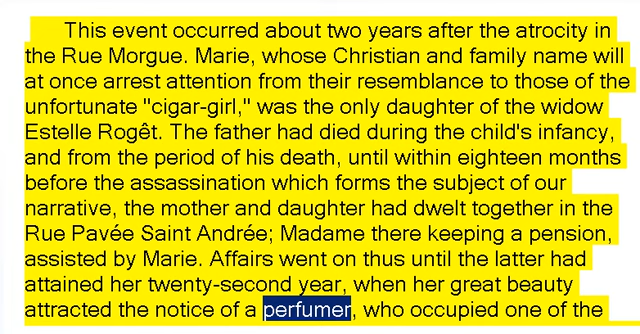 This event occurred about two years after the atrocity in
the Rue Morgue. Marie, whose Christian and family name will
at once arrest attention from their resemblance to those of the
unfortunate "cigar-girl," was the only daughter of the widow
Estelle Rogêt. The father had died during the child's infancy,
and from the period of his death, until within eighteen months
before the assassination which forms the subject of our
narrative, the mother and daughter had dwelt together in the
Rue Pavée Saint Andrée; Madame there keeping a pension,
assisted by Marie. Affairs went on thus until the latter had
attained her twenty-second year, when her great beauty
attracted the notice of a perfumer, who occupied one of the